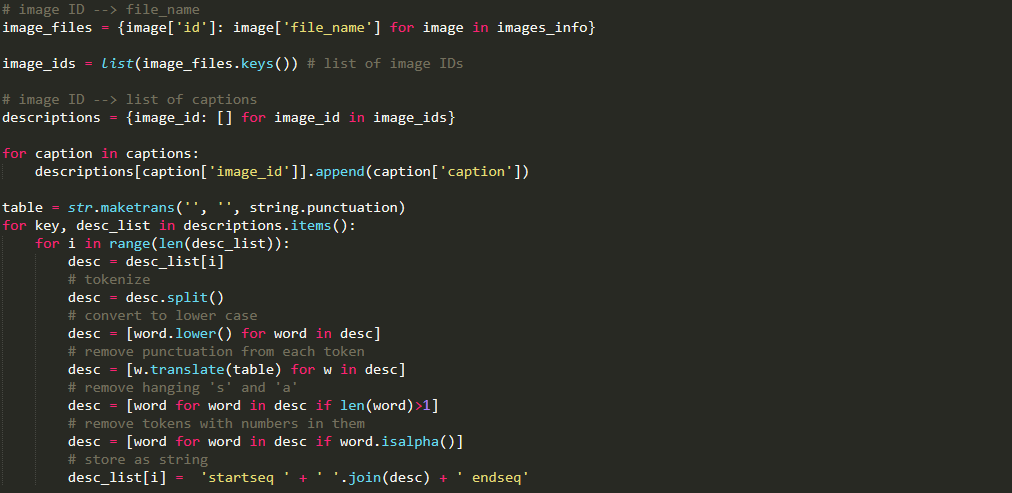 # image ID --> file_name
image_files = {image['id']: image['file_name'] for image in images_info}
image_ids = list(image_files.keys()) # list of image IDs
# image ID --> list of captions
descriptions = {image_id: [] for image_id in image_ids}
for caption in captions:
    descriptions[caption['image_id']].append(caption['caption'])
table = str.maketrans('', '', string.punctuation)
for key, desc_list in descriptions.items():
    for i in range(len(desc_list)):
        desc = desc_list[i]
        # tokenize
        desc = desc.split()
        # convert to lower case
        desc = [word.lower() for word in desc]
        # remove punctuation from each token
        desc = [w.translate(table) for w in desc]
        # remove hanging 's' and 'a'
        desc = [word for word in desc if len(word)>1]
        # remove tokens with numbers in them
        desc = [word for word in desc if word.isalpha()]
        # store as string
        desc_list[i] =  'startseq ' + ' '.join(desc) + ' endseq'